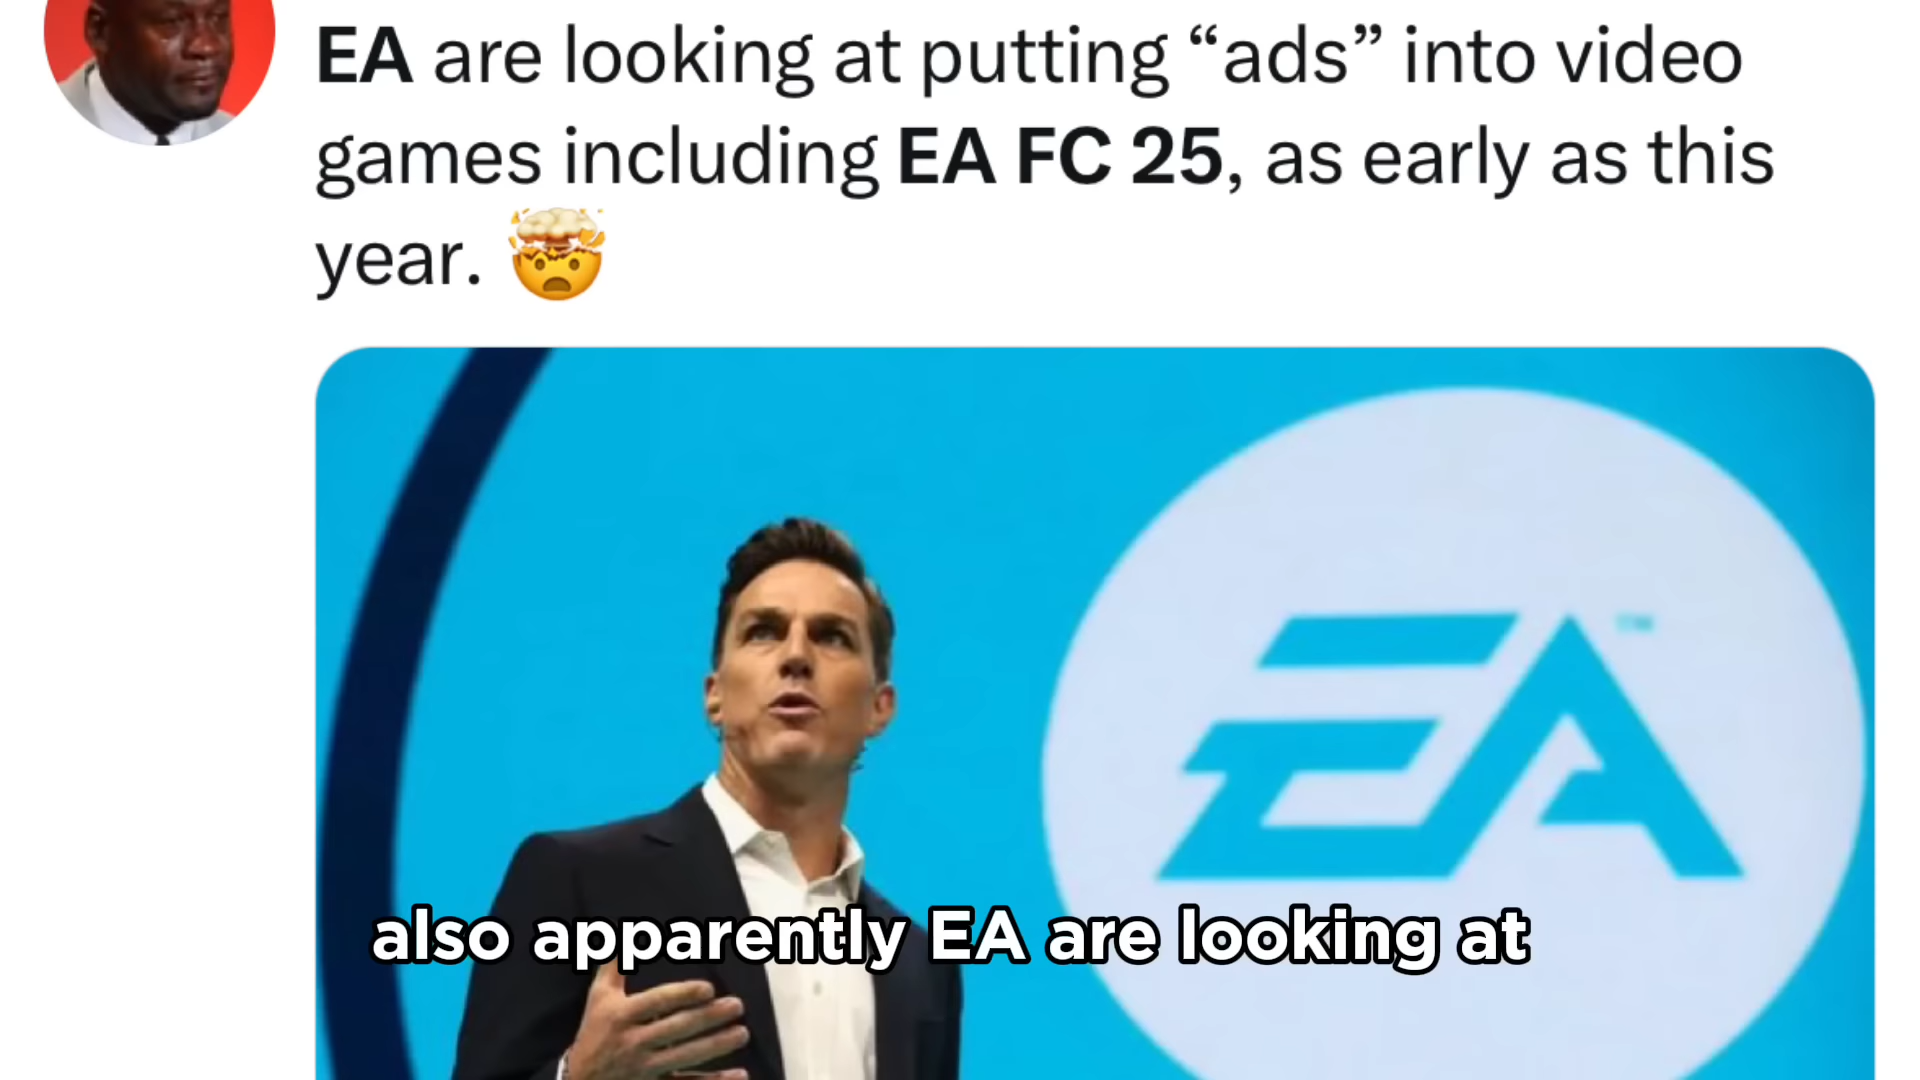 EA are looking at putting “ads” into video
games including EA FC 25, as early as this
year. 🤯
EA™
also apparently EA are looking at